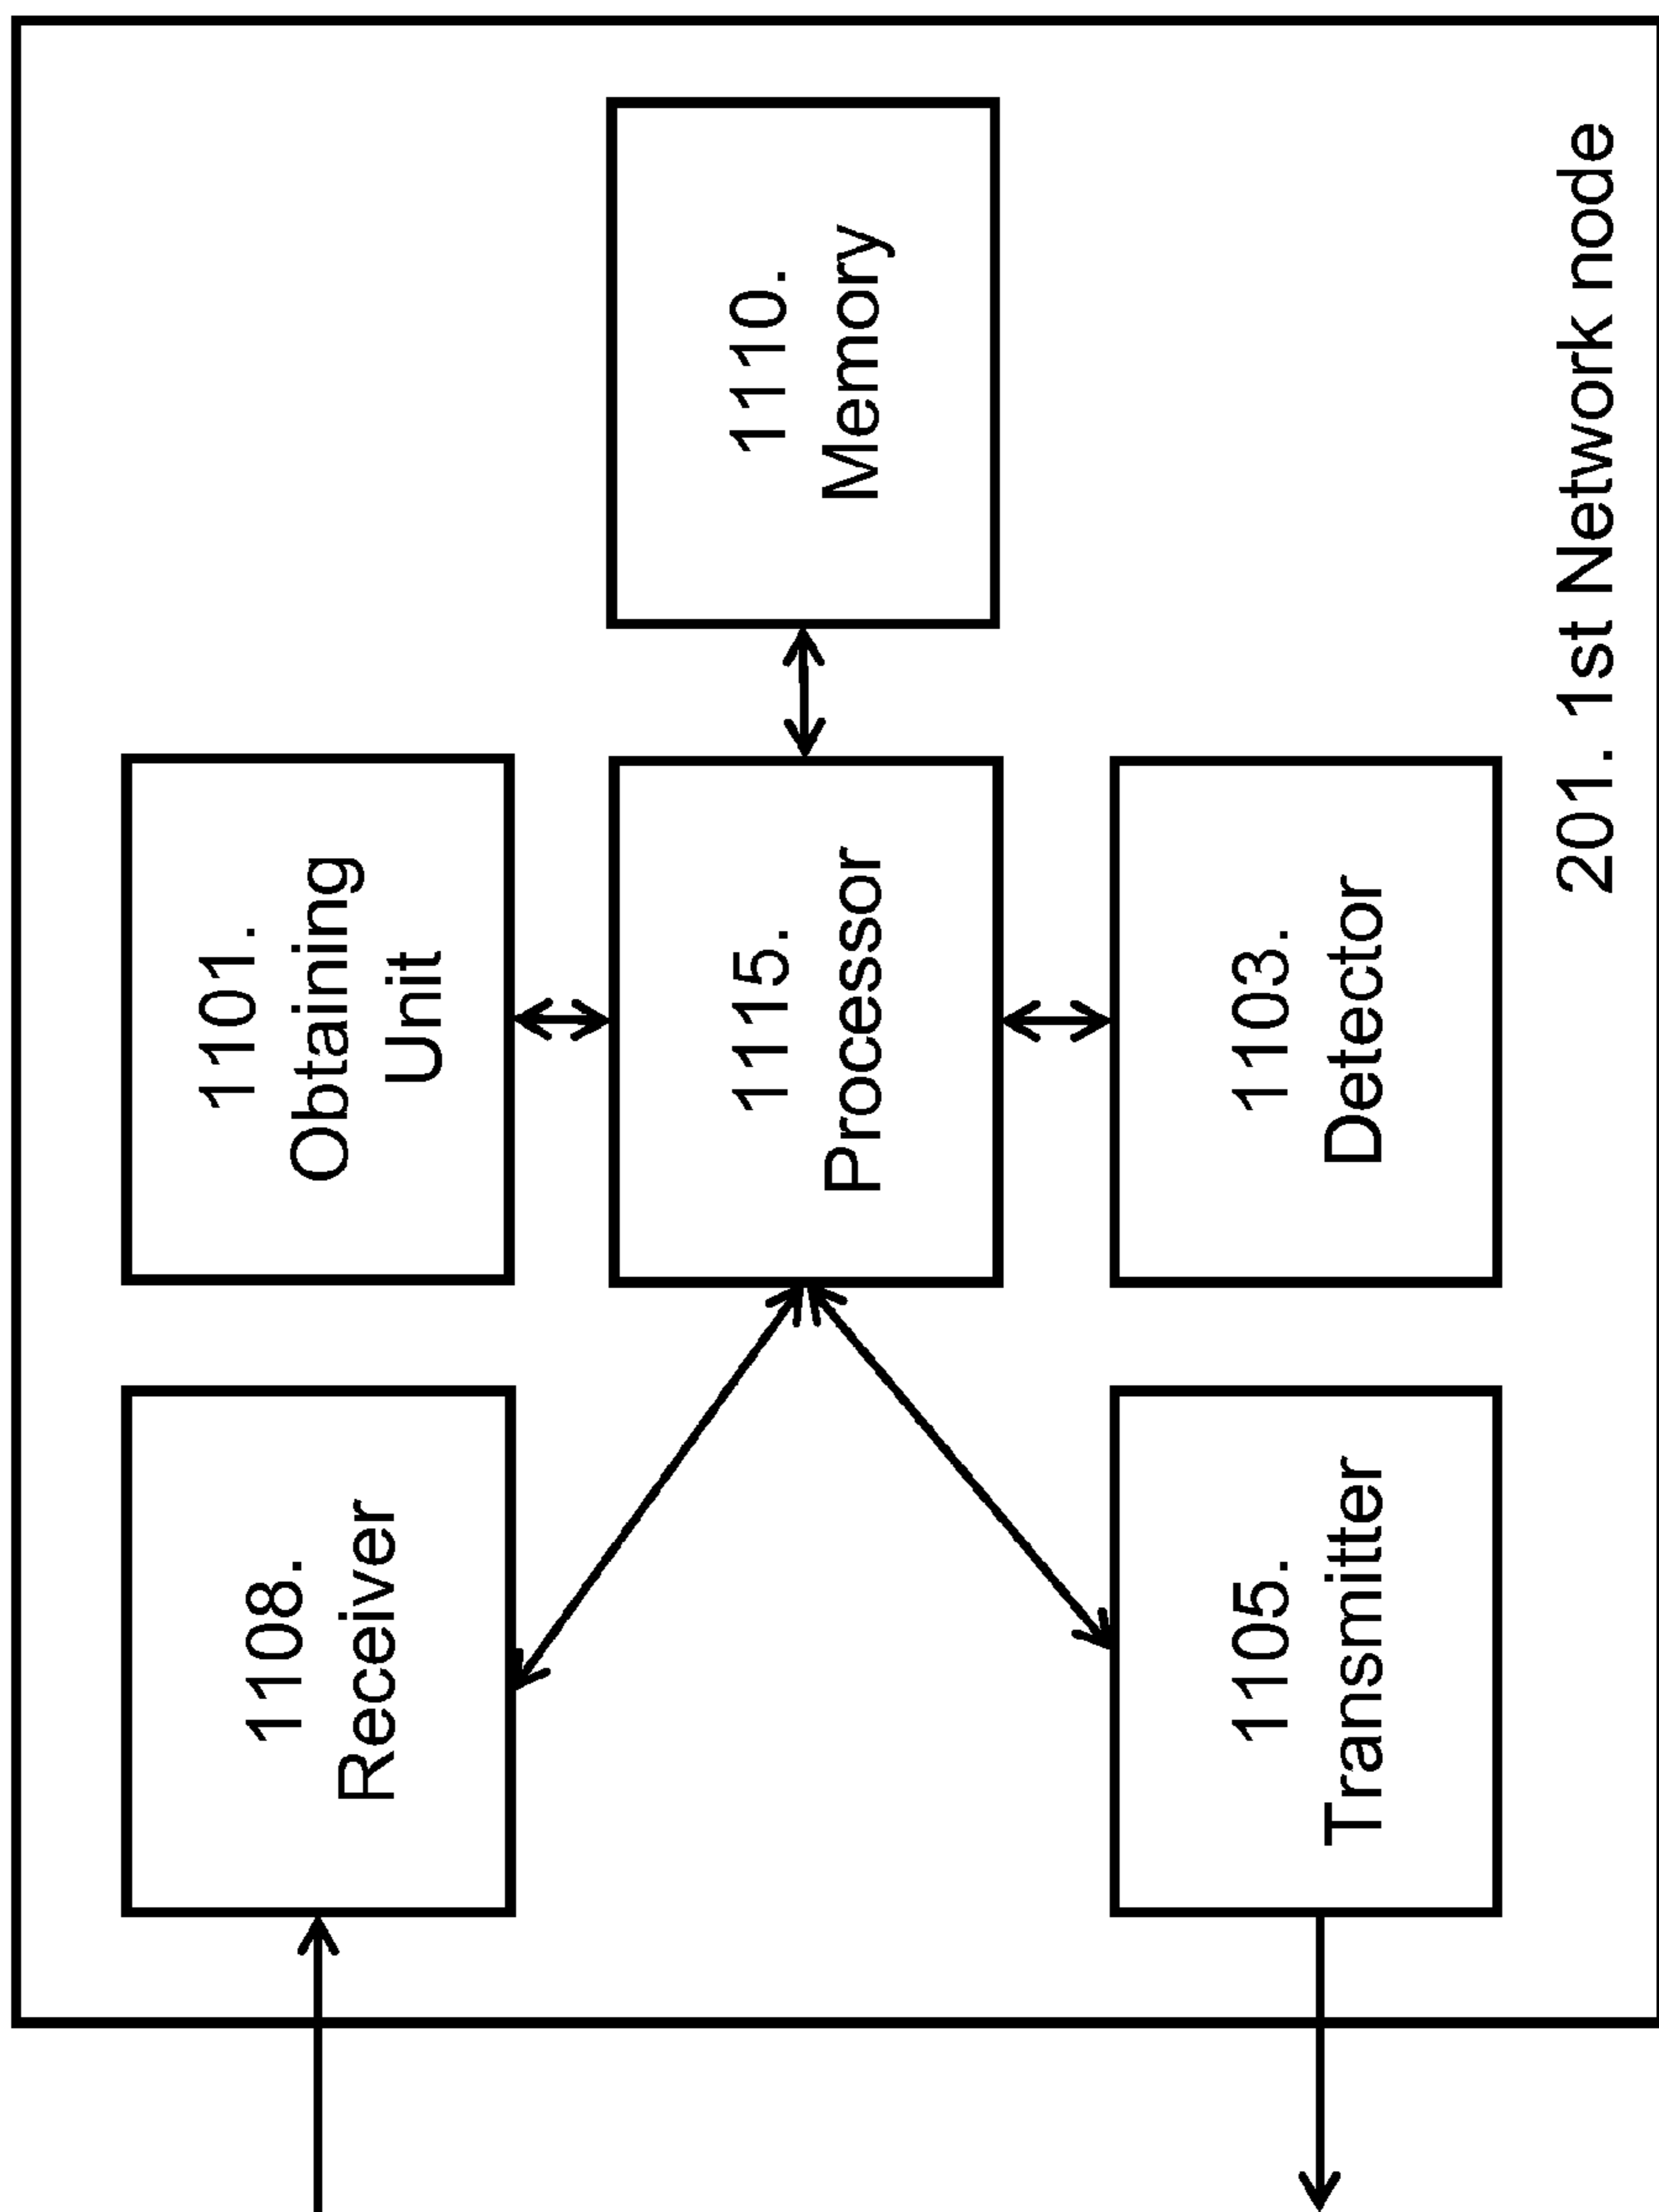 1108.
Receiver
1101.
Obtaining
Unit
1115.
Processor
1110.
Memory
1105.
Transmitter
1103.
Detector
201. 1st Network node